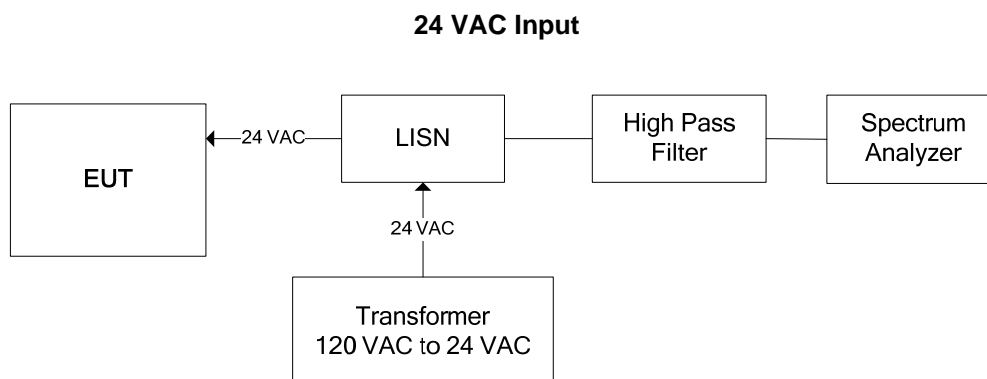 24 VAC Input
EUT
24 VAC
LISN
High Pass
Filter
Spectrum
Analyzer
24 VAC
Transformer
120 VAC to 24 VAC